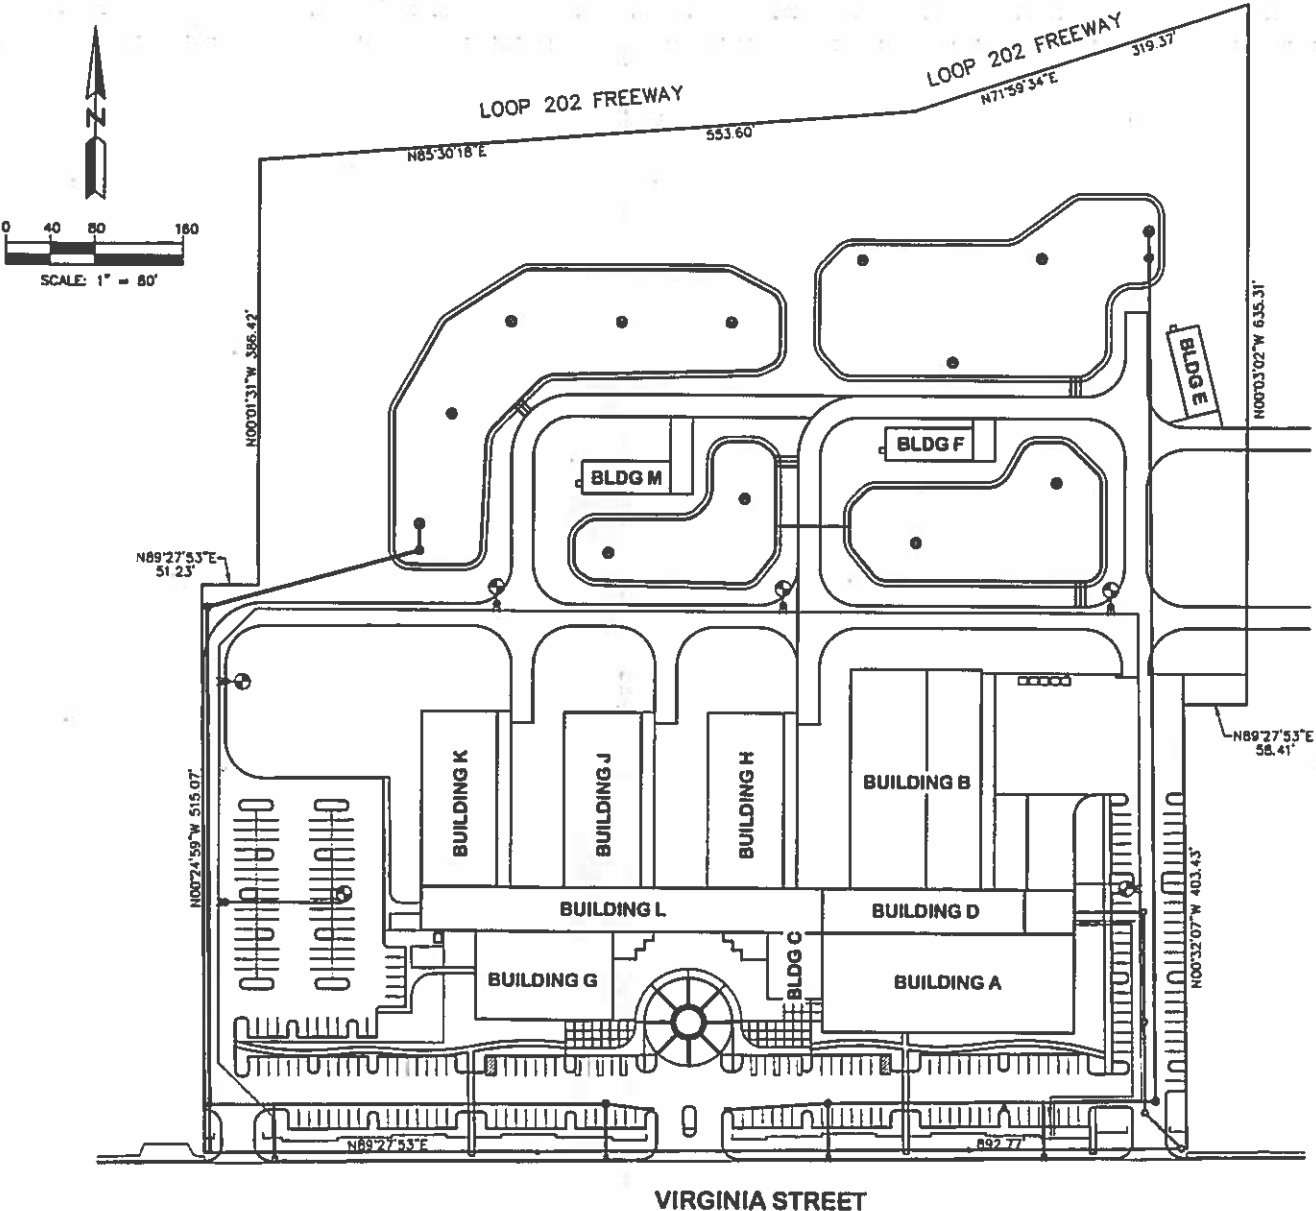 LOOP 202 FREEWAY
319.37'
N71°59'34"E
LOOP 202 FREEWAY
553.60'
N85°30'18"E
N
0 40 80 160
SCALE: 1" = 80'
N00°01'31"W 386.42'
N00°03'02"W 635.31'
BLDG E
BLDG F
BLDG M
N89°27'53"E
51.23'
N89°27'53"E
58.41'
BUILDING K
BUILDING J
BUILDING H
BUILDING B
N00°24'59"W 515.07'
N00°32'07"W 403.43'
BUILDING L
BUILDING D
BLDG C
BUILDING G
BUILDING A
N89°27'53"E
892.77'
VIRGINIA STREET